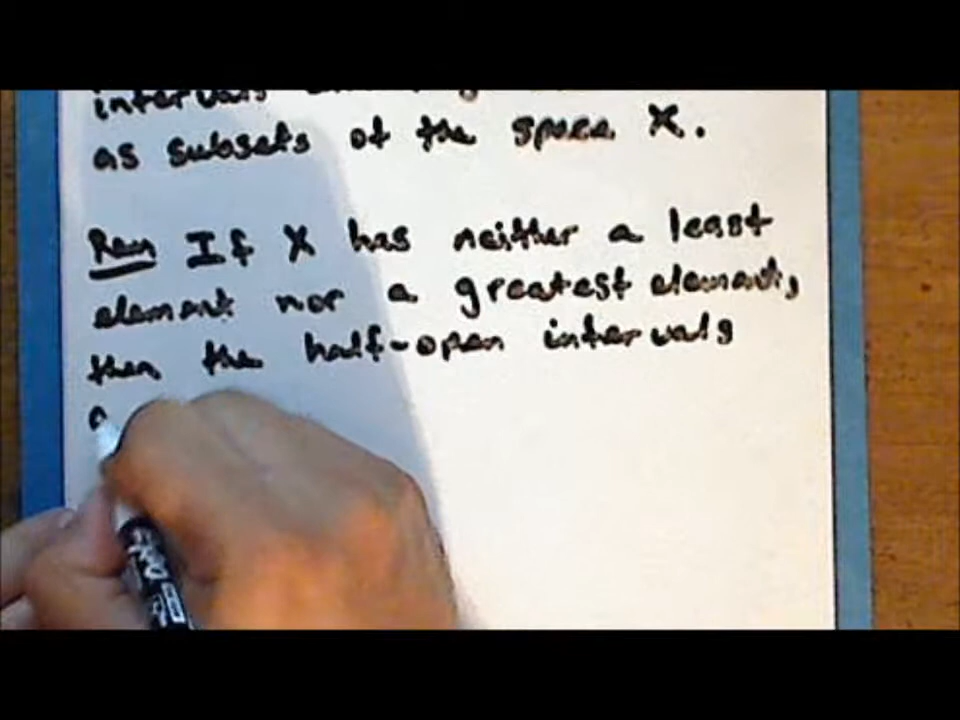 intervals
as subsets of the space X.
Rem If X has neither a least
element nor a greatest element,
then the half-open intervals